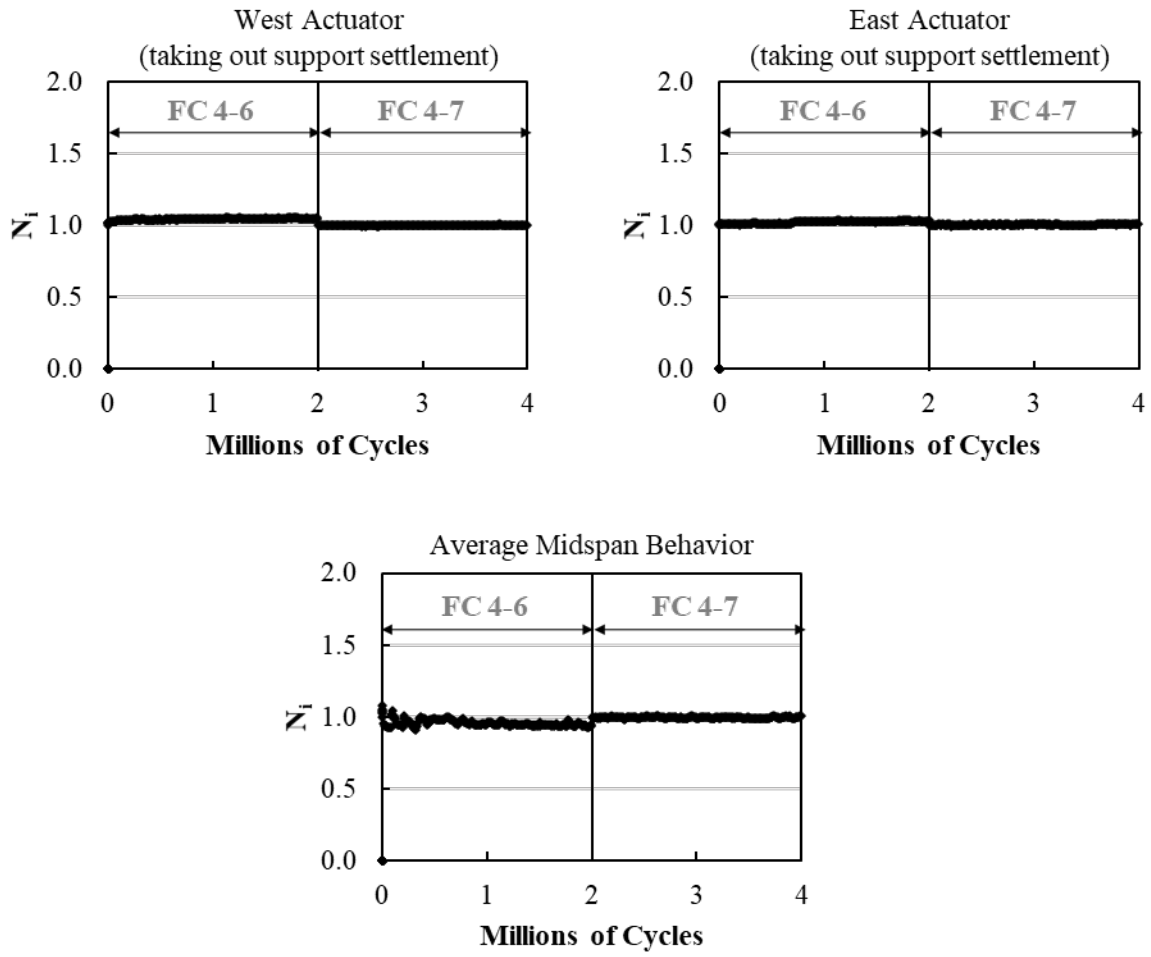 West Actuator
(taking out support settlement)
2.0
FC 4-6
FC 4-7
1.5
1.0
0.5
0.0
N_i
0
1
2
3
4
Millions of Cycles
East Actuator
(taking out support settlement)
2.0
FC 4-6
FC 4-7
1.5
1.0
0.5
0.0
N_i
0
1
2
3
4
Millions of Cycles
Average Midspan Behavior
2.0
FC 4-6
FC 4-7
1.5
1.0
0.5
0.0
N_i
0
1
2
3
4
Millions of Cycles